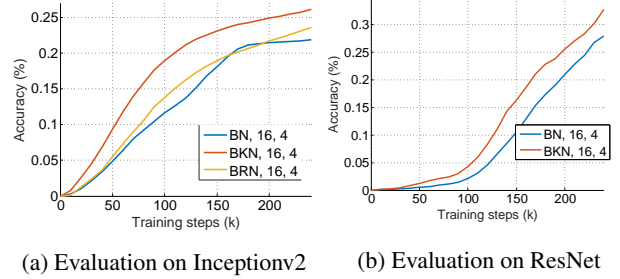 0.25
0.2
0.15
0.1
0.05
0
Accuracy (%)
BN, 16, 4
BKN, 16, 4
BRN, 16, 4
0 50 100 150 200
Training steps (k)
(a) Evaluation on Inceptionv2
0.3
0.25
0.2
0.15
0.1
0.05
0
Accuracy (%)
BN, 16, 4
BKN, 16, 4
0 50 100 150 200
Training steps (k)
(b) Evaluation on ResNet